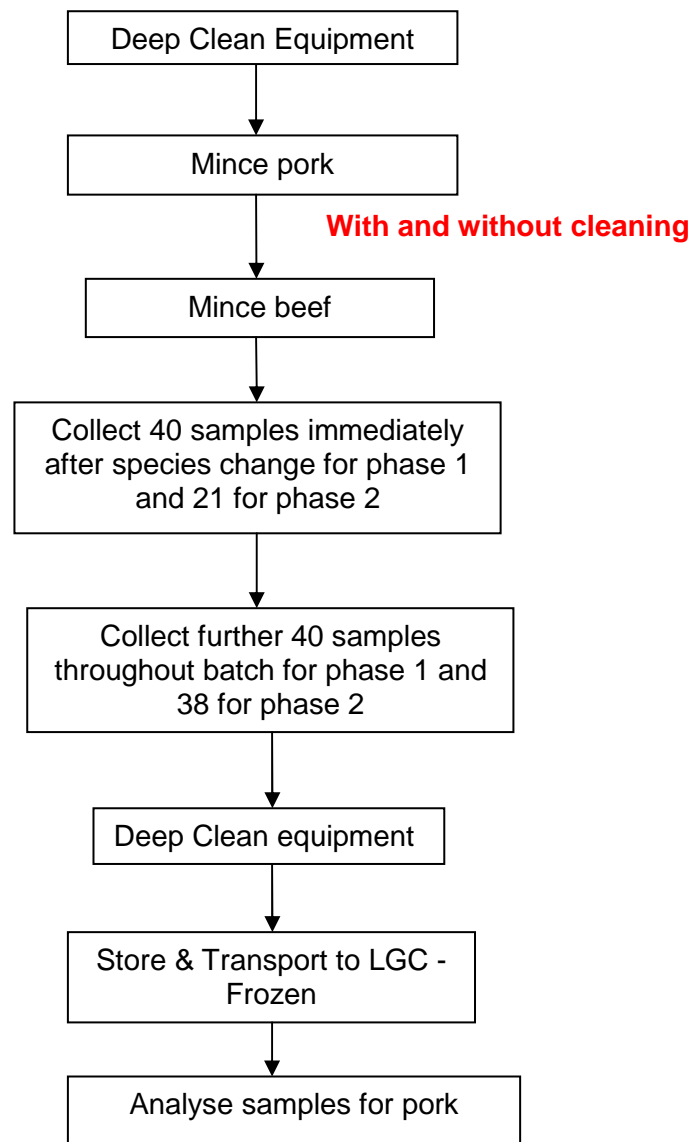 Deep Clean Equipment
Mince pork
With and without cleaning
Mince beef
Collect 40 samples immediately
after species change for phase 1
and 21 for phase 2
Collect further 40 samples
throughout batch for phase 1 and
38 for phase 2
Deep Clean equipment
Store & Transport to LGC -
Frozen
Analyse samples for pork